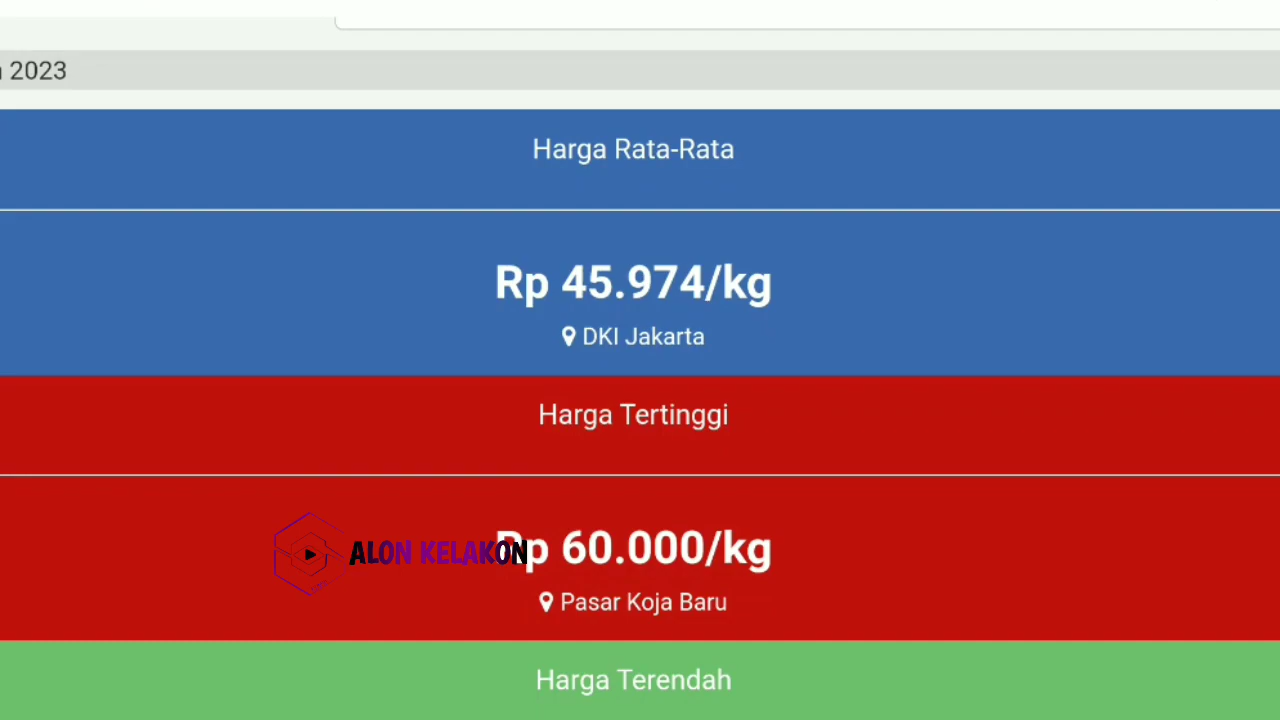 2023
Harga Rata-Rata
Rp 45.974/kg
DKI Jakarta
Harga Tertinggi
ALON KELAKON
Rp 60.000/kg
Pasar Koja Baru
Harga Terendah